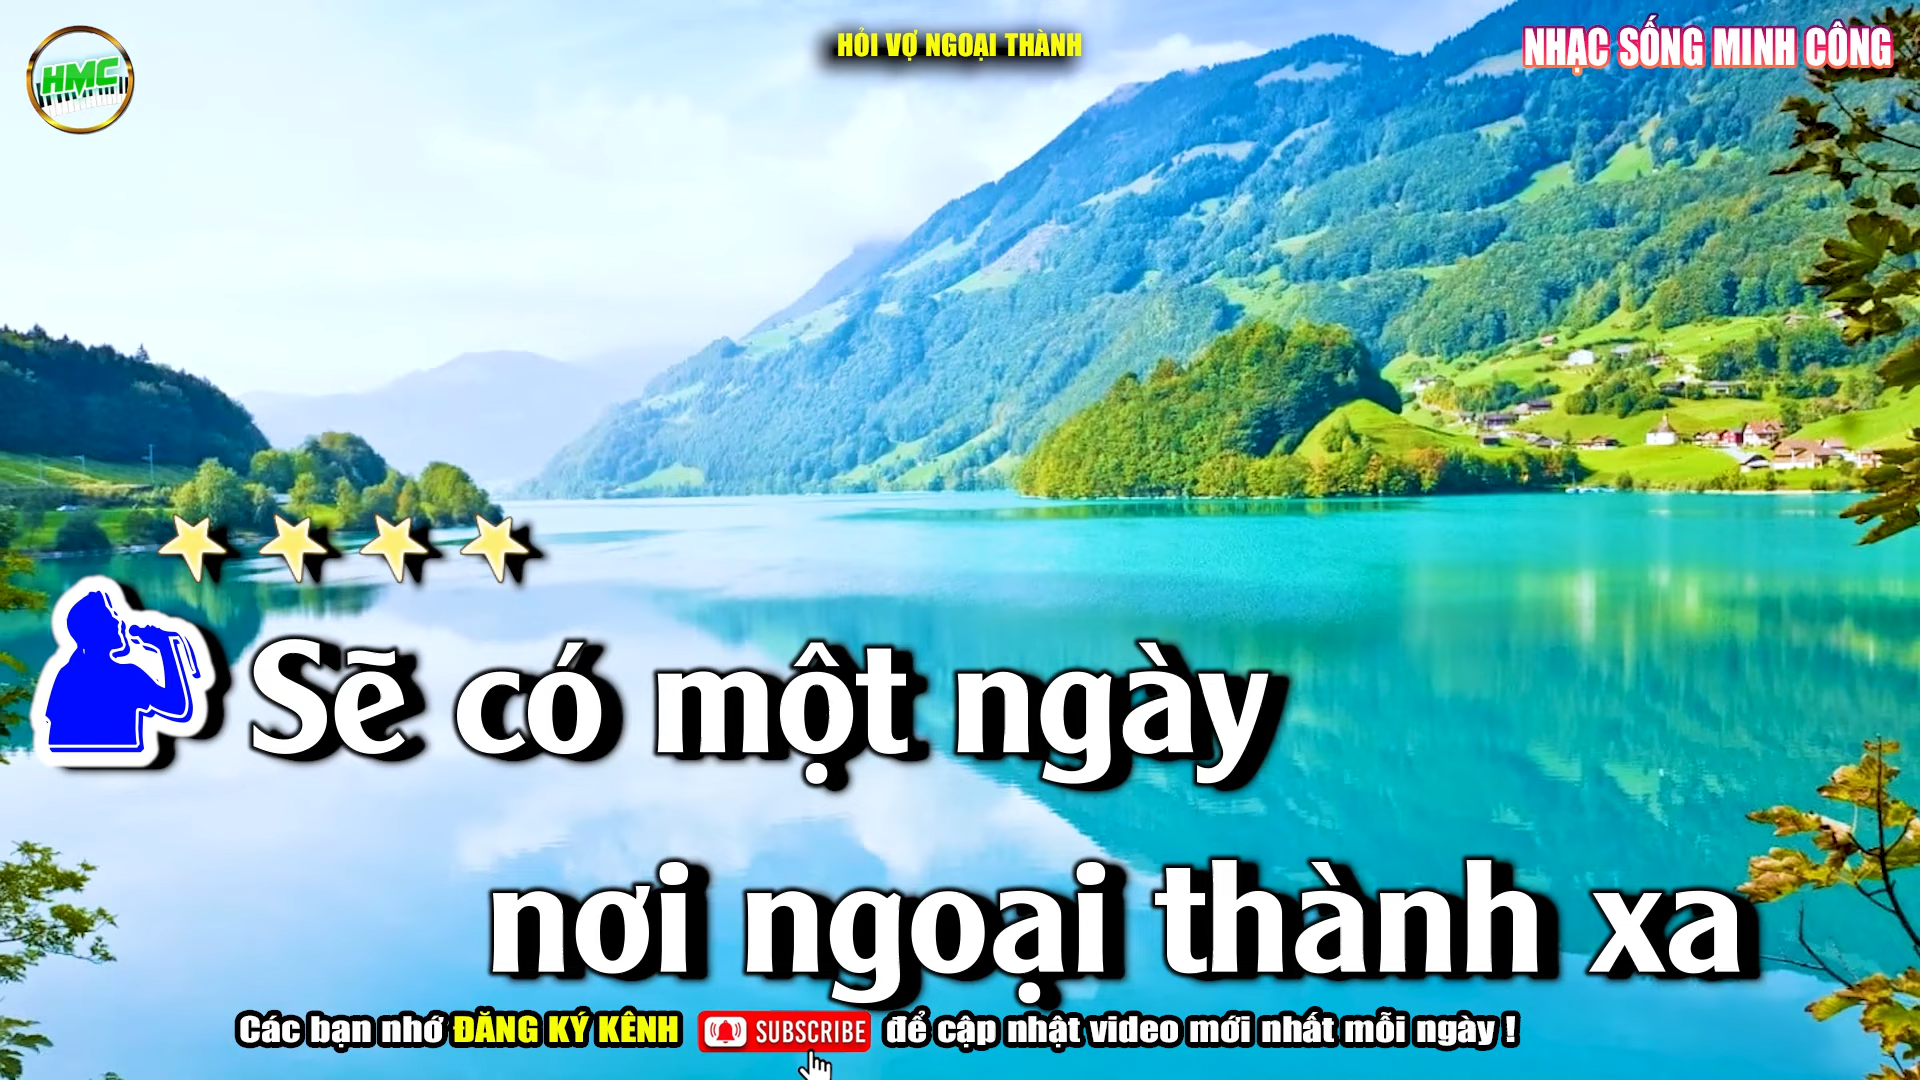 HMC
HỎI VỢ NGOẠI THÀNH
NHẠC SỐNG MINH CÔNG
Sẽ có một ngày
nơi ngoại thành xa
Các bạn nhớ ĐĂNG KÝ KÊNH SUBSCRIBE để cập nhật video mới nhất mỗi ngày !